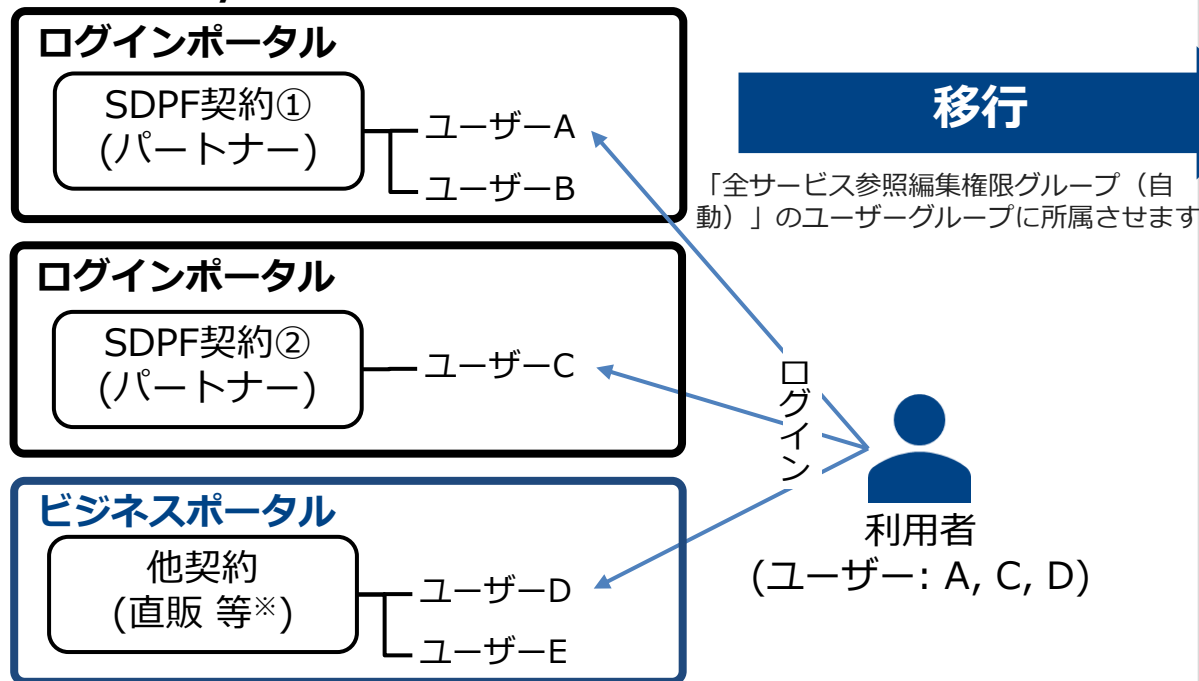 ログインポータル
SDPF契約①
(パートナー)
ユーザーA
ユーザーB
移行
「全サービス参照編集権限グループ（自
動）」のユーザーグループに所属させます
ログインポータル
SDPF契約②
(パートナー)
ユーザーC
ログイン
ビジネスポータル
他契約
(直販 等※)
ユーザーD
ユーザーE
利用者
(ユーザー: A, C, D)